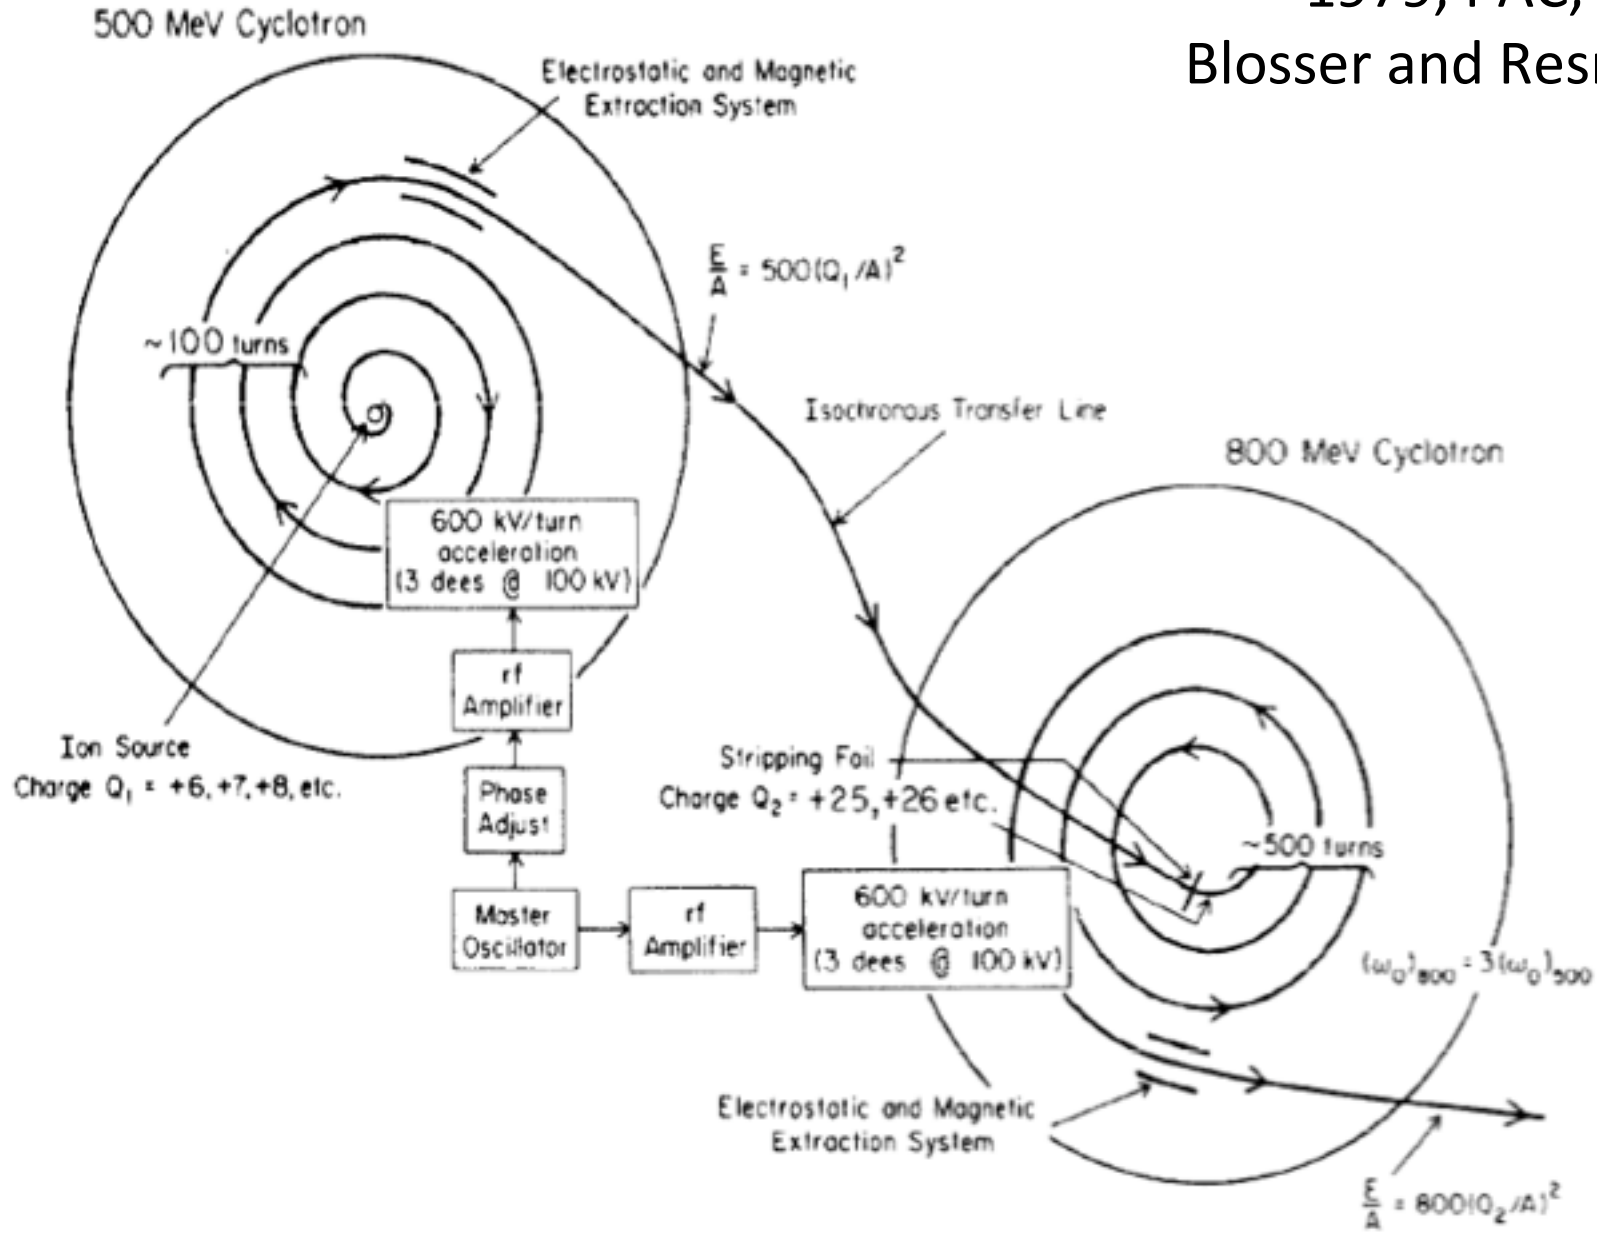 500 MeV Cyclotron
Blosser and
Electrostatic and Magnetic
Extraction System
E/A = 500(Q₁/A)²
~100 turns
Isochronous Transfer Line
800 MeV Cyclotron
600 kV/turn
acceleration
(3 dees @ 100 kV)
rf
Amplifier
Ion Source
Charge Q₁ = +6,+7,+8,etc.
Phase
Adjust
Stripping Foil
Charge Q₂ = +25,+26 etc.
~500 turns
Master
Oscillator
rf
Amplifier
600 kV/turn
acceleration
(3 dees @ 100 kV)
(ω₀)₈₀₀ = 3(ω₀)₅₀₀
Electrostatic and Magnetic
Extraction System
E/A = 800(Q₂/A)²